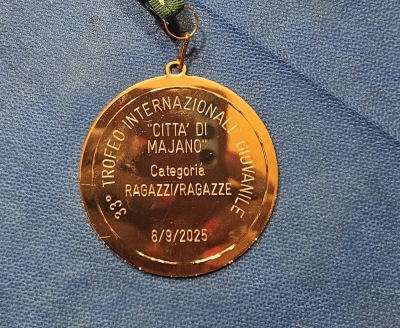 33° TROFEO INTERNAZIONALE GIOVANILE
"CITTA' DI
MAJANO"
Categoria
RAGAZZI/RAGAZZE
6/9/2025